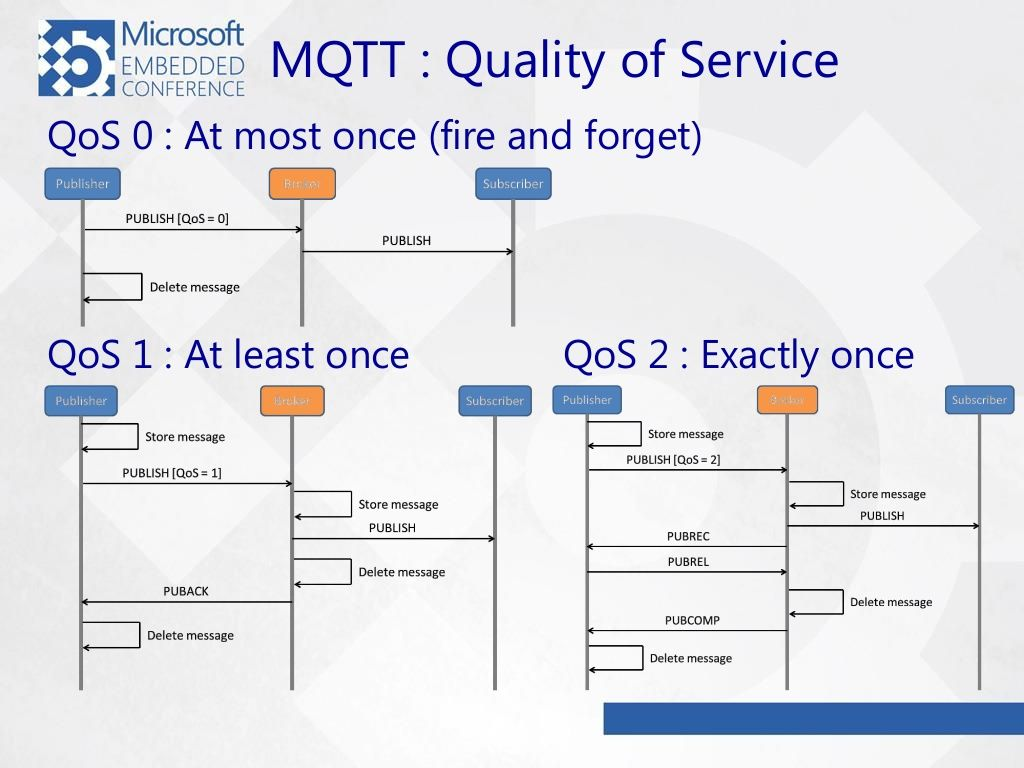 Microsoft
EMBEDDED
CONFERENCE
MQTT : Quality of Service
QoS 0 : At most once (fire and forget)
Publisher
Broker
Subscriber
PUBLISH [QoS = 0]
PUBLISH
Delete message
QoS 1 : At least once
Publisher
Broker
Subscriber
Store message
PUBLISH [QoS = 1]
Store message
PUBLISH
Delete message
PUBACK
Delete message
QoS 2 : Exactly once
Publisher
Broker
Subscriber
Store message
PUBLISH [QoS = 2]
Store message
PUBLISH
PUBREC
PUBREL
Delete message
PUBCOMP
Delete message